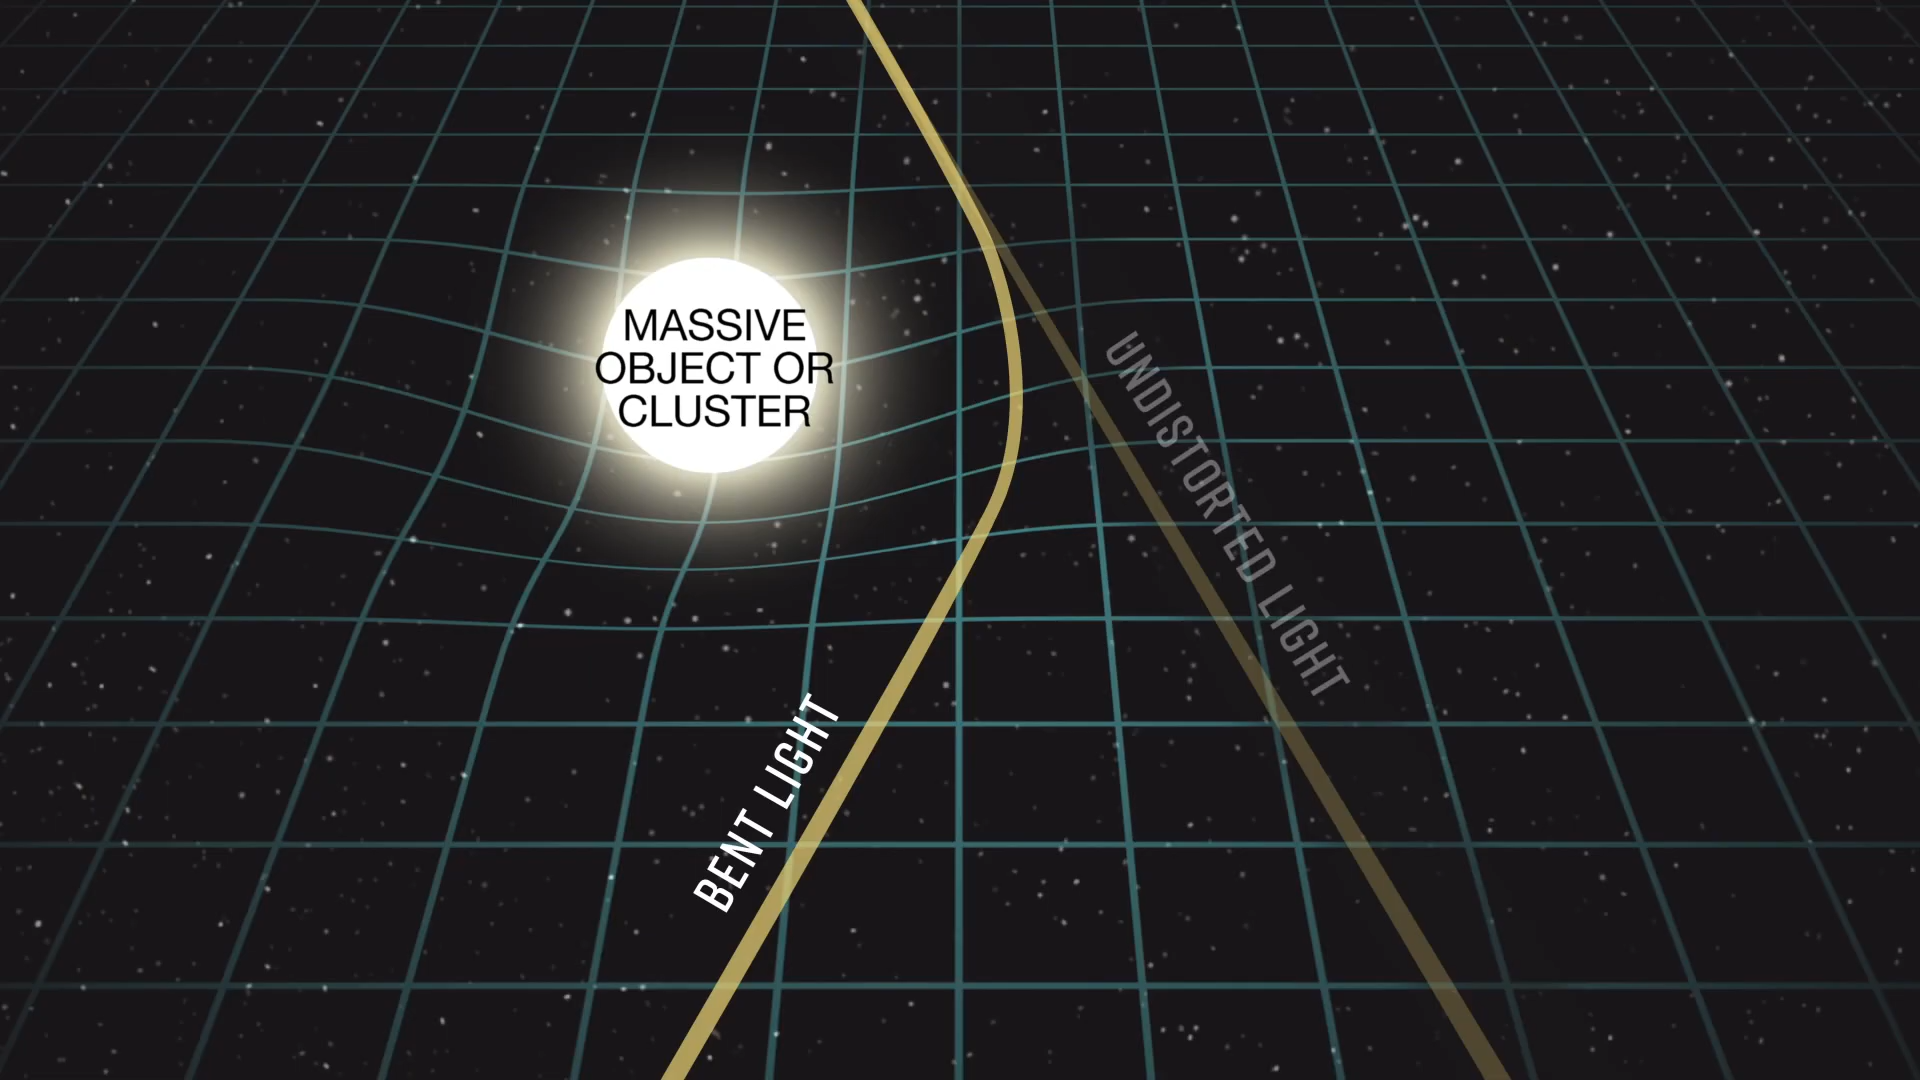 MASSIVE
OBJECT OR
CLUSTER
UNDISTORTED LIGHT
BENT LIGHT